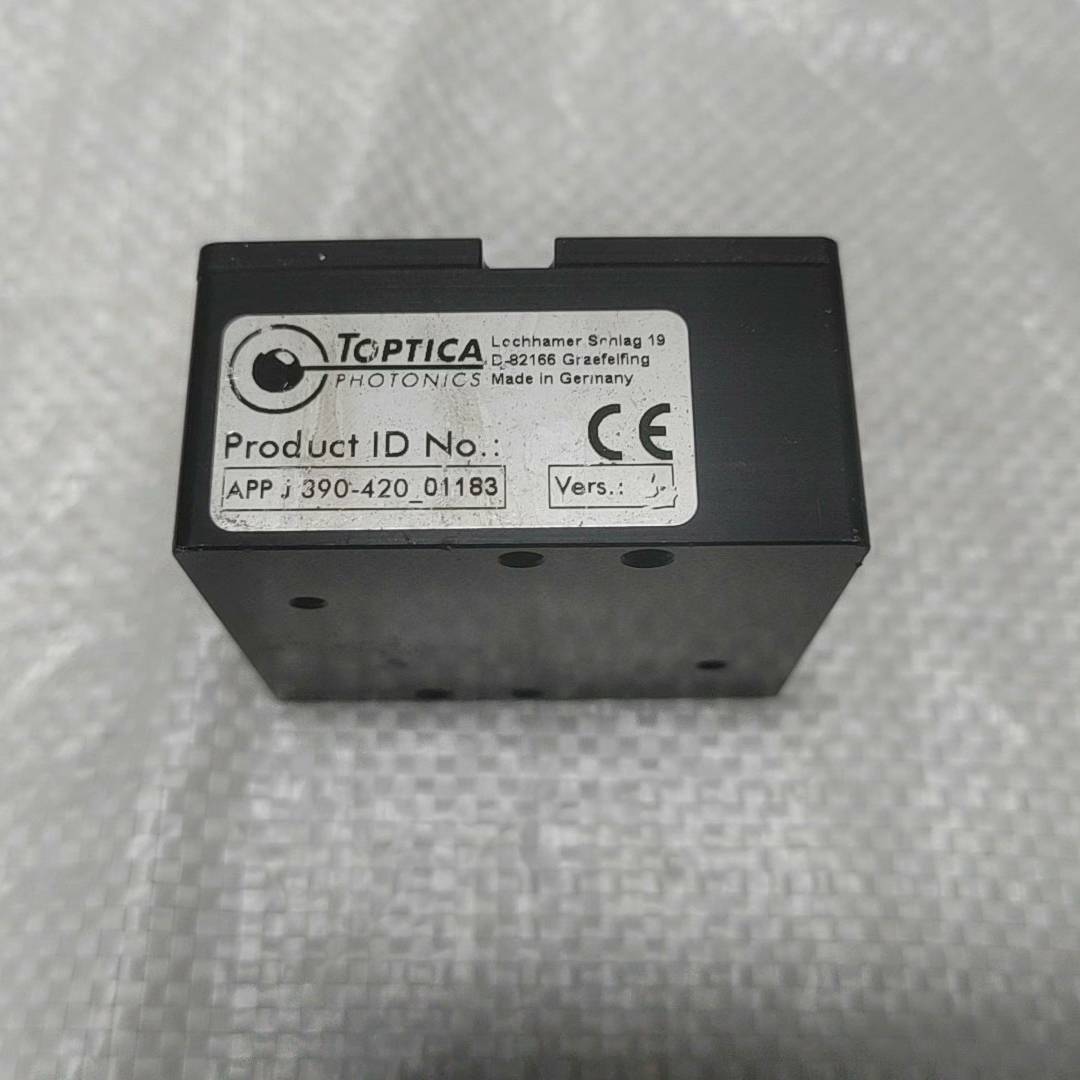 TOPTICA
PHOTONICS
Lochhamer Schlag 19
D-82166 Graefelfing
Made in Germany
CE
Product ID No.:
APP J 390-420_01183
Vers.: